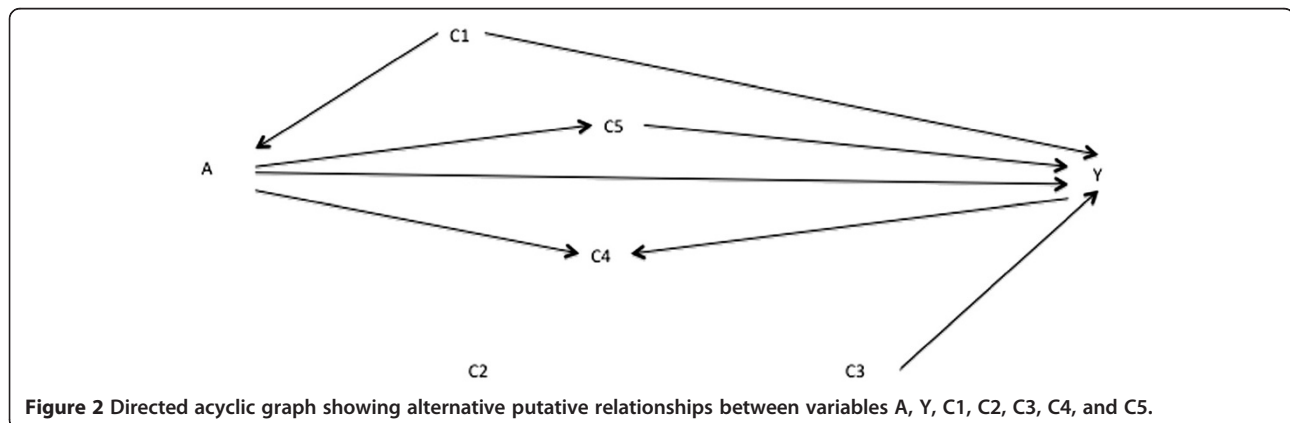 C1
C5
A
Y
C4
C2
C3
Figure 2 Directed acyclic graph showing alternative putative relationships between variables A, Y, C1, C2, C3, C4, and C5.